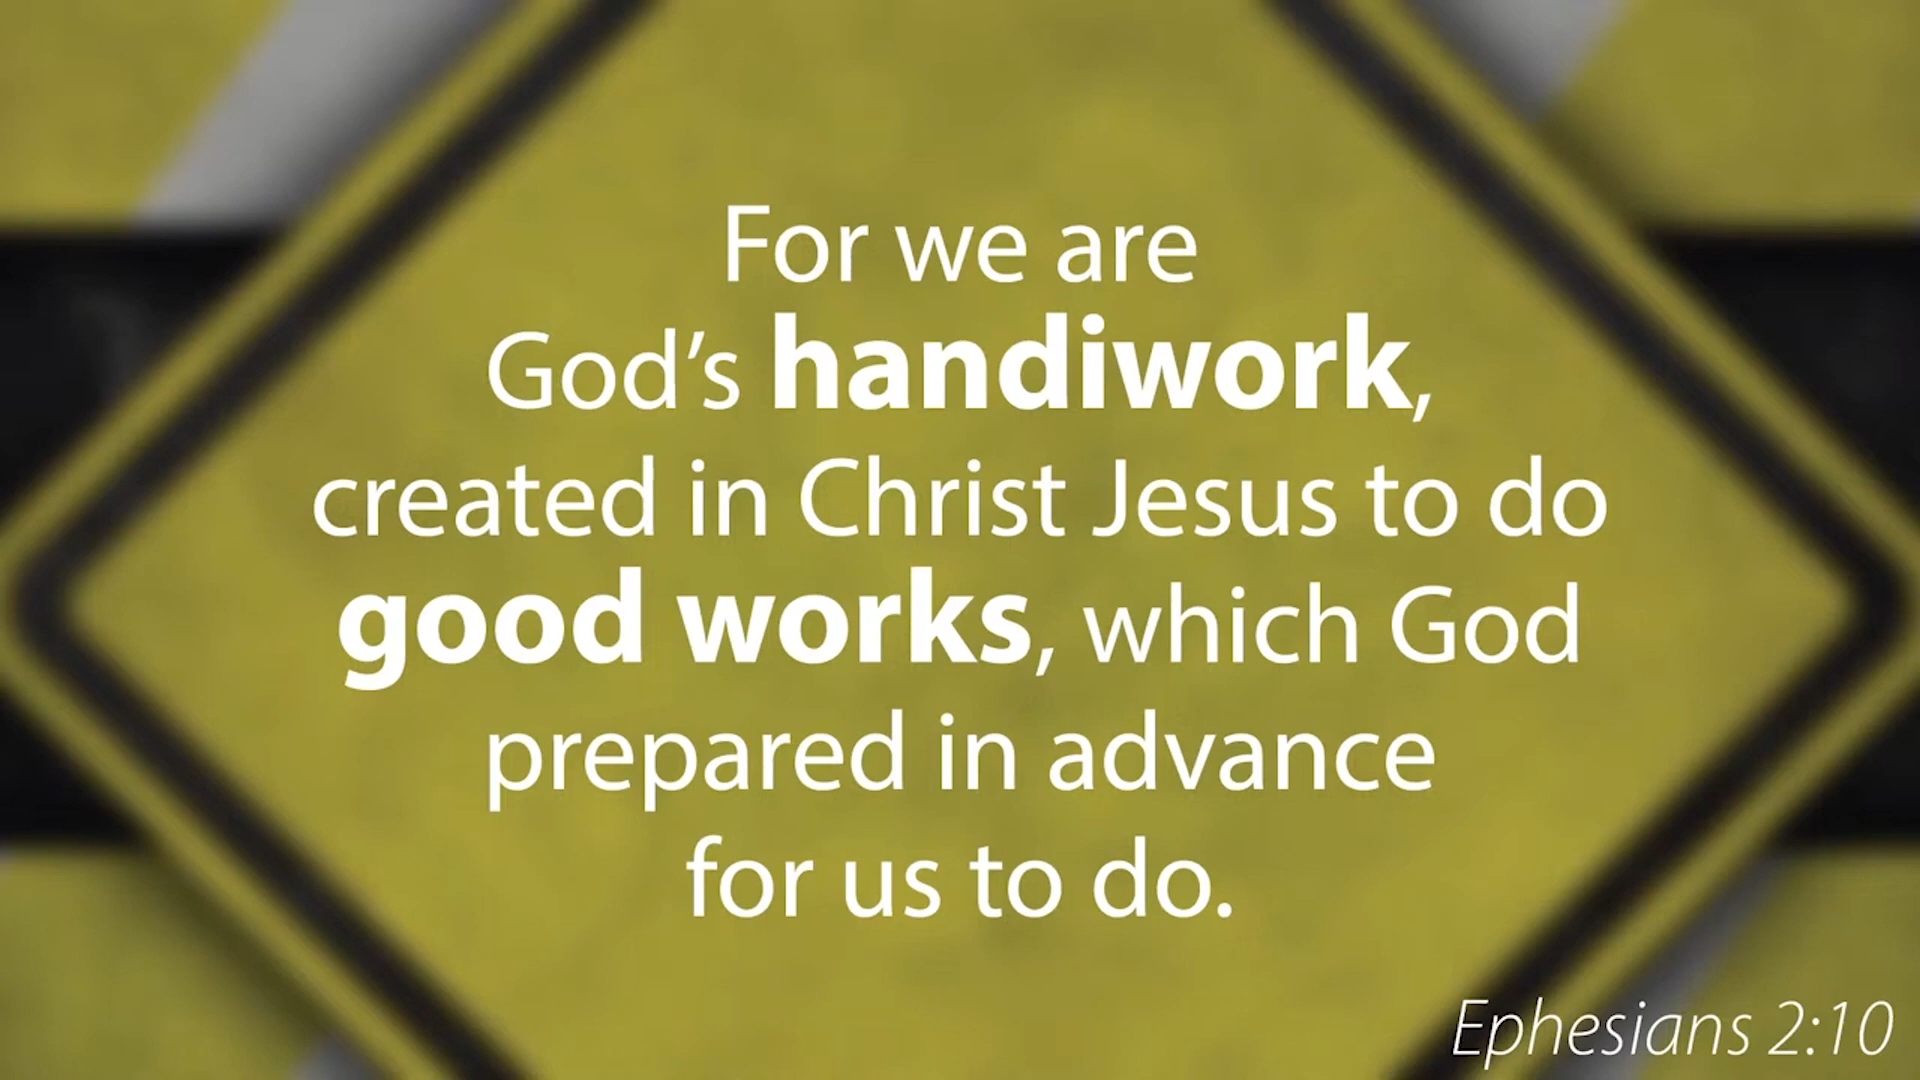 For we are
God’s handiwork,
created in Christ Jesus to do
good works, which God
prepared in advance
for us to do.
Ephesians 2:10